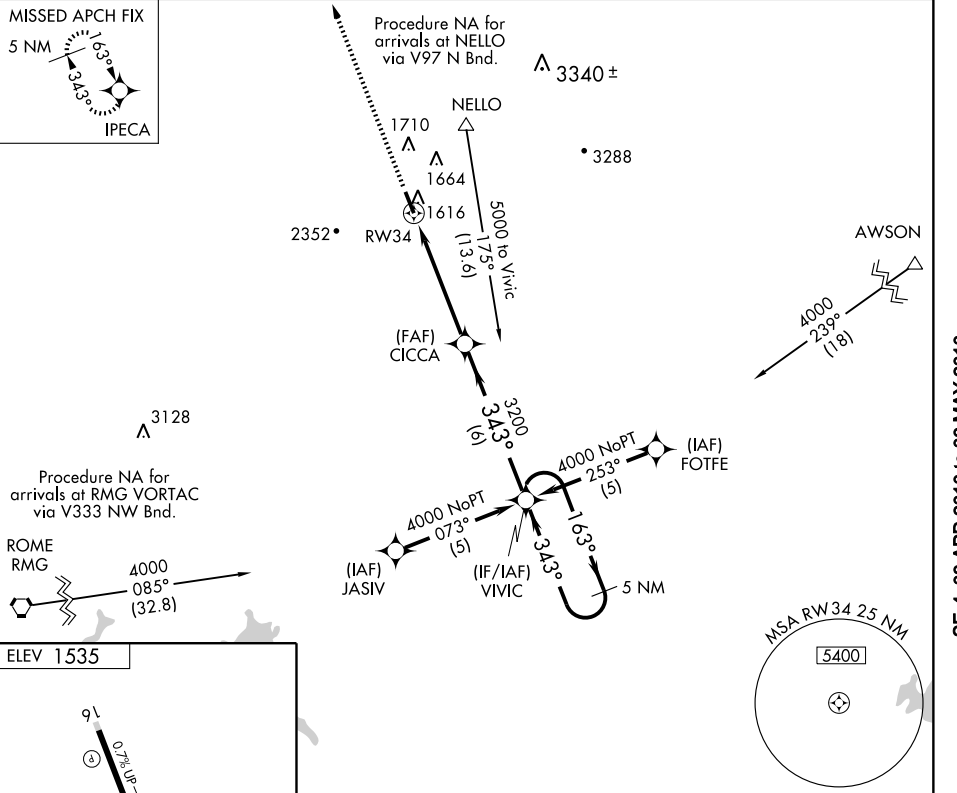 MISSED APCH FIX
5 NM
163°
343°
IPECA
Procedure NA for
arrivals at NELLO
via V97 N Bnd.
3340 ±
NELLO
1710
1664
1616
3288
2352
RW34
5000 to Vivic
175°
(13.6)
AWSON
4000
239°
(18)
(FAF)
CICCA
3200
343°
(6)
3128
Procedure NA for
arrivals at RMG VORTAC
via V333 NW Bnd.
4000 NoPT
253°
(5)
(IAF)
FOTFE
4000 NoPT
073°
(5)
(IAF)
JASIV
(IF/IAF)
VIVIC
343°
163°
5 NM
ROME
RMG
4000
085°
(32.8)
MSA RW34 25 NM
5400
ELEV 1535
16
P
0.7% UP